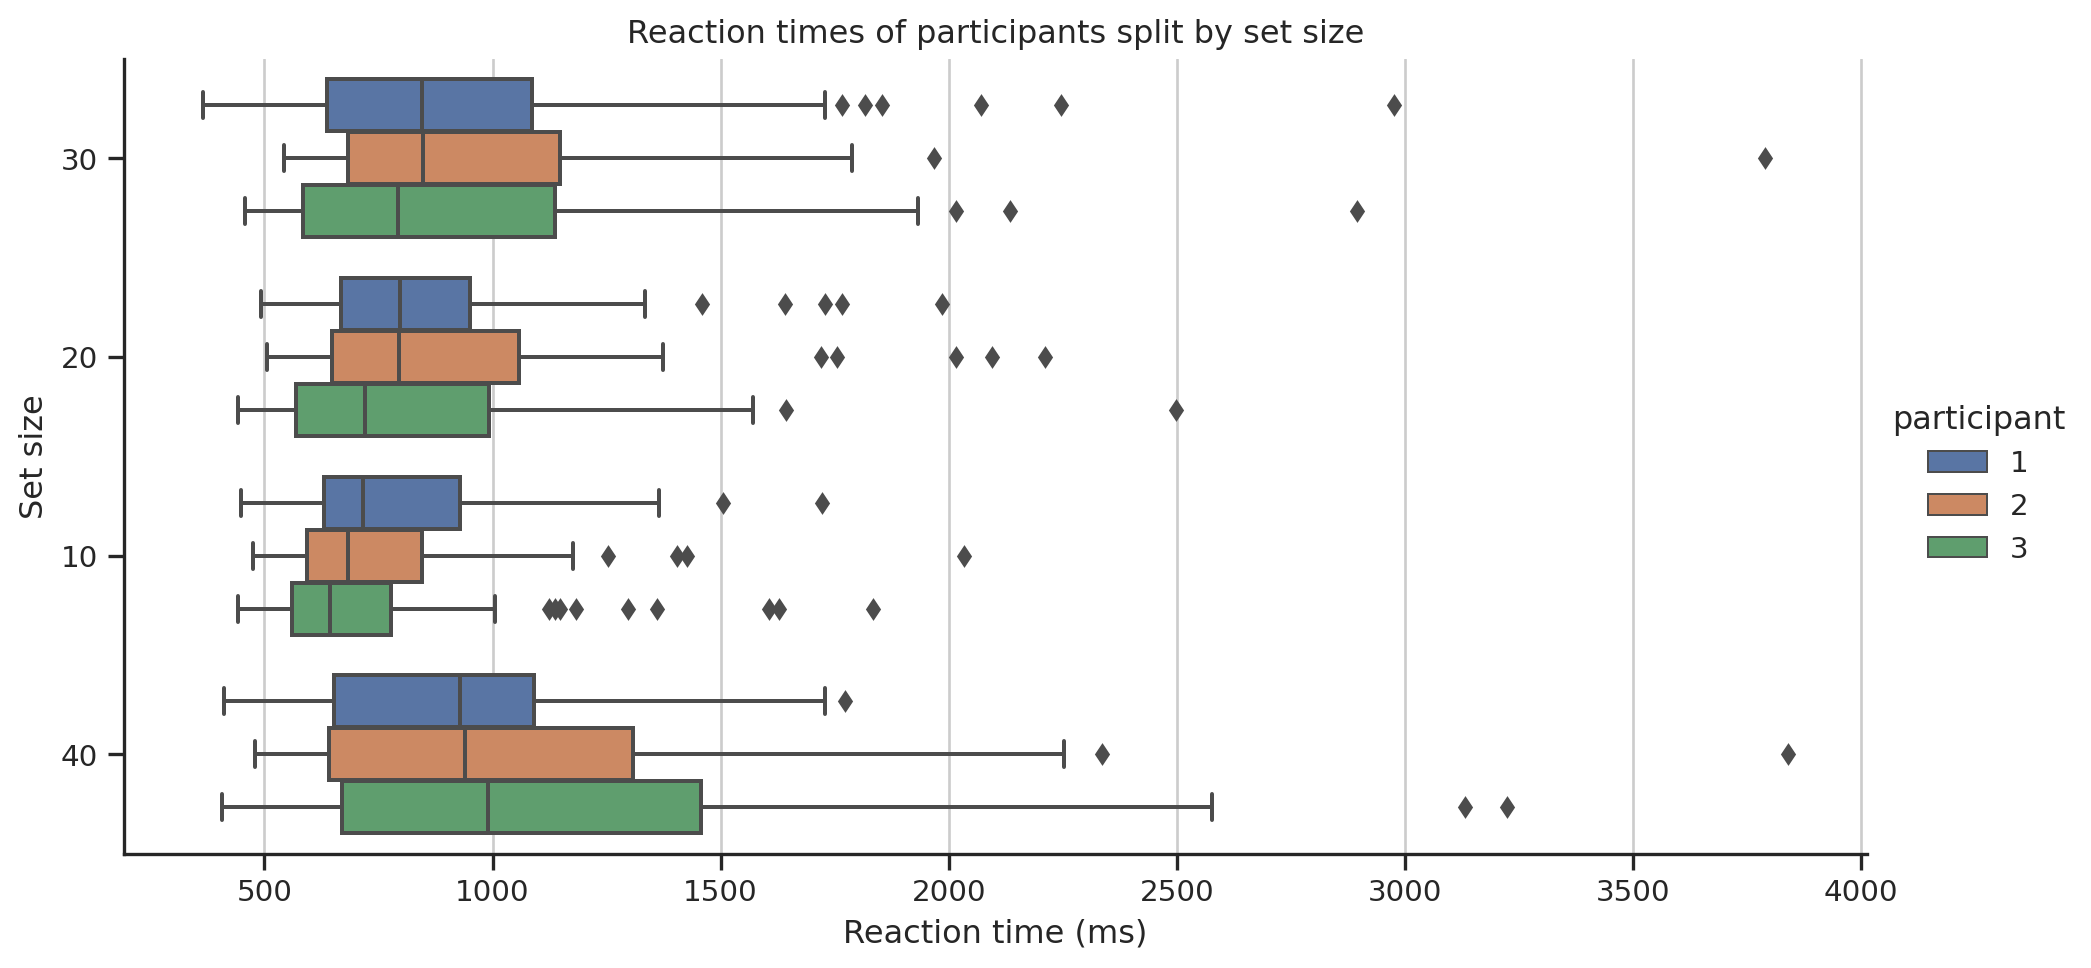 Reaction times of participants split by set size
Set size
30
20
10
40
500 1000 1500 2000 2500 3000 3500 4000
Reaction time (ms)
participant
1
2
3